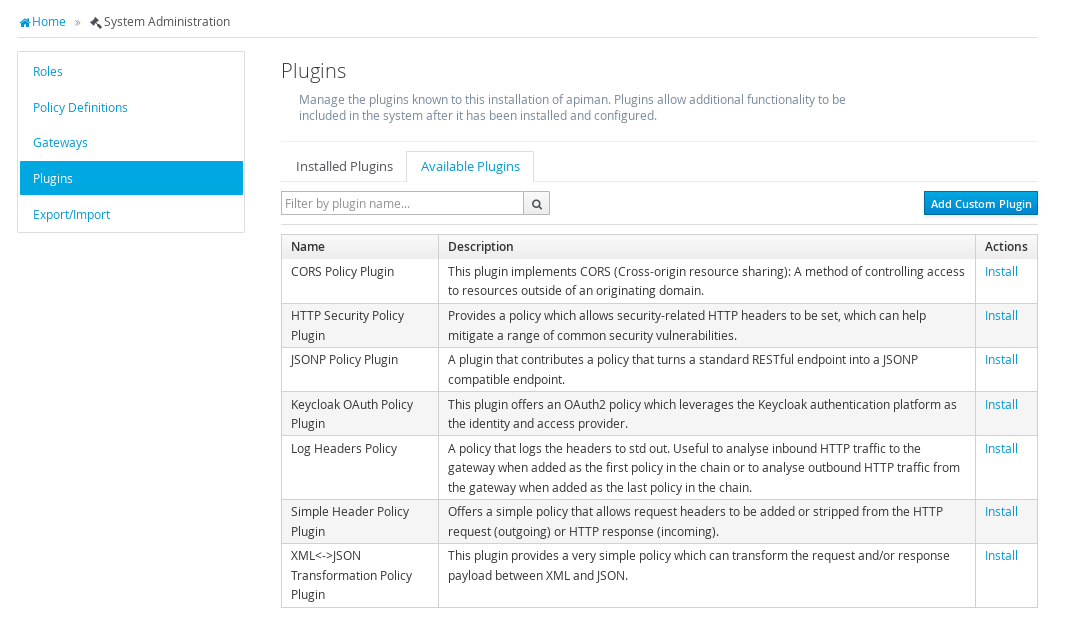 Home » System Administration
Roles
Policy Definitions
Gateways
Plugins
Export/Import
Plugins
Manage the plugins known to this installation of apiman. Plugins allow additional functionality to be
included in the system after it has been installed and configured.
Installed Plugins Available Plugins
Filter by plugin name...
Add Custom Plugin
Name Description Actions
CORS Policy Plugin This plugin implements CORS (Cross-origin resource sharing): A method of controlling access Install
to resources outside of an originating domain.
HTTP Security Policy Provides a policy which allows security-related HTTP headers to be set, which can help Install
Plugin mitigate a range of common security vulnerabilities.
JSONP Policy Plugin A plugin that contributes a policy that turns a standard RESTful endpoint into a JSONP Install
compatible endpoint.
Keycloak OAuth Policy This plugin offers an OAuth2 policy which leverages the Keycloak authentication platform as Install
Plugin the identity and access provider.
Log Headers Policy A policy that logs the headers to std out. Useful to analyse inbound HTTP traffic to the Install
gateway when added as the first policy in the chain or to analyse outbound HTTP traffic from
the gateway when added as the last policy in the chain.
Simple Header Policy Offers a simple policy that allows request headers to be added or stripped from the HTTP Install
Plugin request (outgoing) or HTTP response (incoming).
XML<->JSON This plugin provides a very simple policy which can transform the request and/or response Install
Transformation Policy payload between XML and JSON.
Plugin